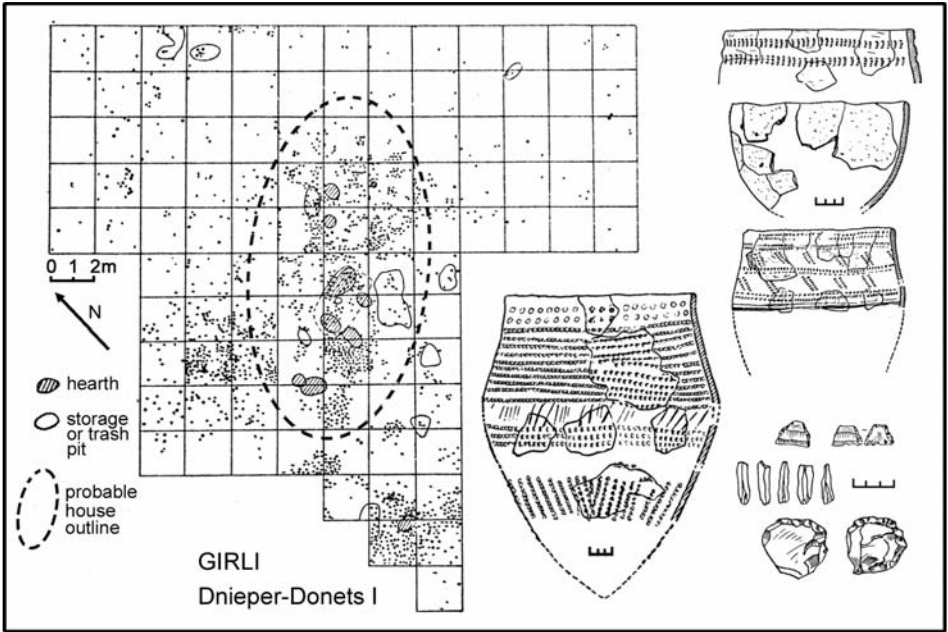 0 1 2m
N
hearth
storage
or trash
pit
probable
house
outline
GIRLI
Dnieper-Donets I